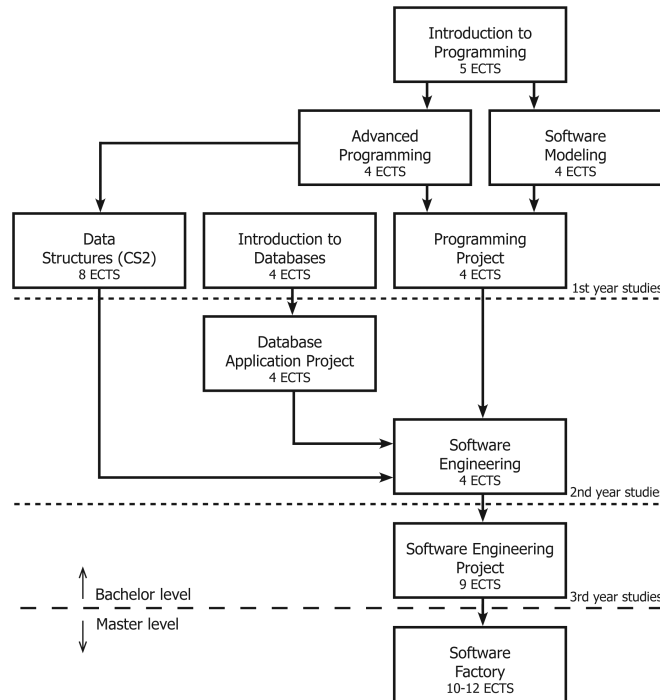 Introduction to
Programming
5 ECTS
Advanced
Programming
4 ECTS
Software
Modeling
4 ECTS
Data
Structures (CS2)
8 ECTS
Introduction to
Databases
4 ECTS
Programming
Project
4 ECTS
1st year studies
Database
Application Project
4 ECTS
Software
Engineering
4 ECTS
2nd year studies
Software Engineering
Project
9 ECTS
Bachelor level
3rd year studies
Master level
Software
Factory
10-12 ECTS